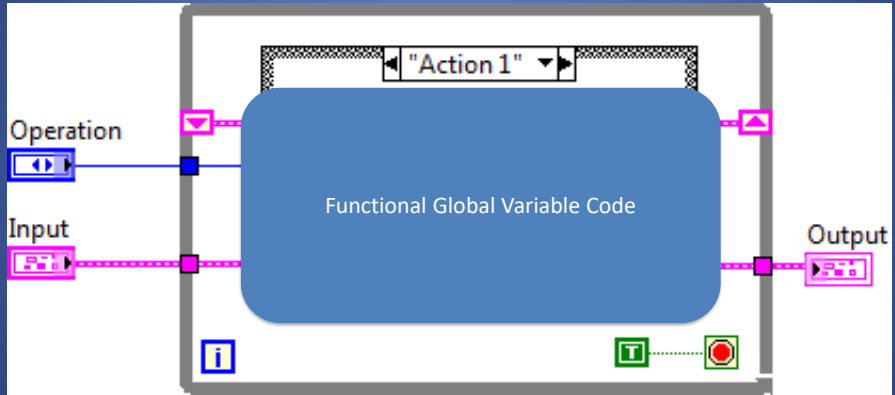 "Action 1"
Operation
Functional Global Variable Code
Input
Output
i
T